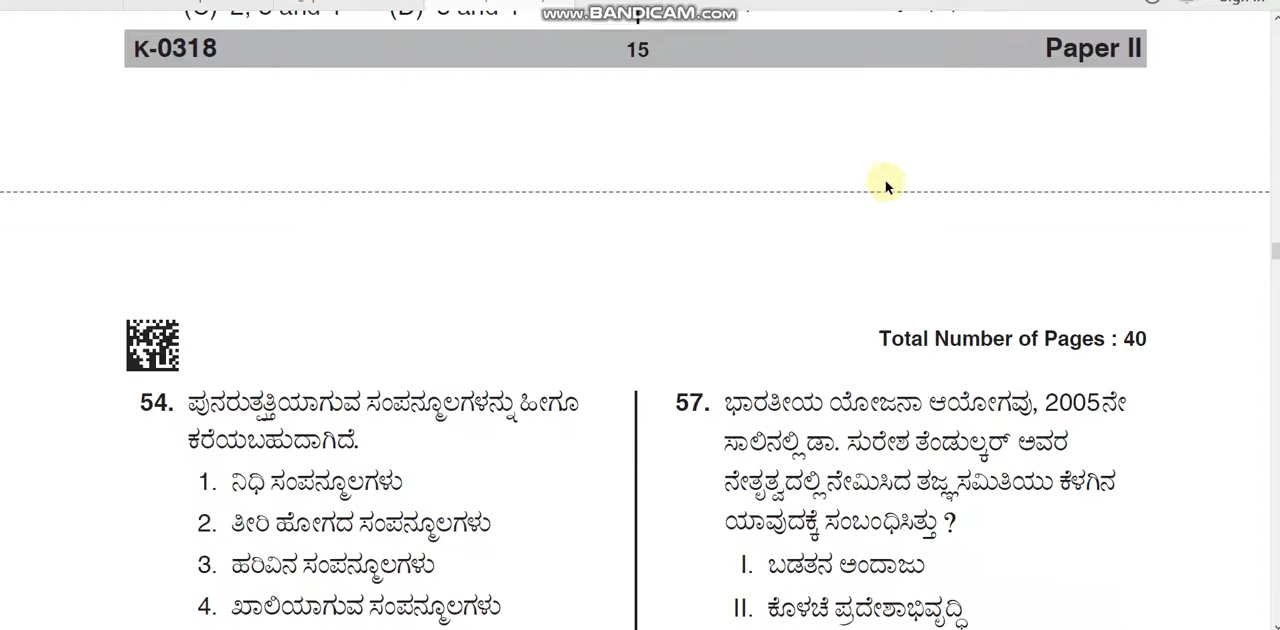 www.BANDICAM.com
K-0318 15 Paper II
Total Number of Pages : 40
54. ಪುನರುತ್ಪತ್ತಿಯಾಗುವ ಸಂಪನ್ಮೂಲಗಳನ್ನು ಹೀಗೂ
ಕರೆಯಬಹುದಾಗಿದೆ.
1. ನಿಧಿ ಸಂಪನ್ಮೂಲಗಳು
2. ತೀರಿ ಹೋಗದ ಸಂಪನ್ಮೂಲಗಳು
3. ಹರಿವಿನ ಸಂಪನ್ಮೂಲಗಳು
4. ಖಾಲಿಯಾಗುವ ಸಂಪನ್ಮೂಲಗಳು
57. ಭಾರತೀಯ ಯೋಜನಾ ಆಯೋಗವು, 2005ನೇ
ಸಾಲಿನಲ್ಲಿ ಡಾ. ಸುರೇಶ ತೆಂಡುಲ್ಕರ್ ಅವರ
ನೇತೃತ್ವದಲ್ಲಿ ನೇಮಿಸಿದ ತಜ್ಞಸಮಿತಿಯು ಕೆಳಗಿನ
ಯಾವುದಕ್ಕೆ ಸಂಬಂಧಿಸಿತ್ತು ?
I. ಬಡತನ ಅಂದಾಜು
II. ಕೊಳಚೆ ಪ್ರದೇಶಾಭಿವೃದ್ಧಿ